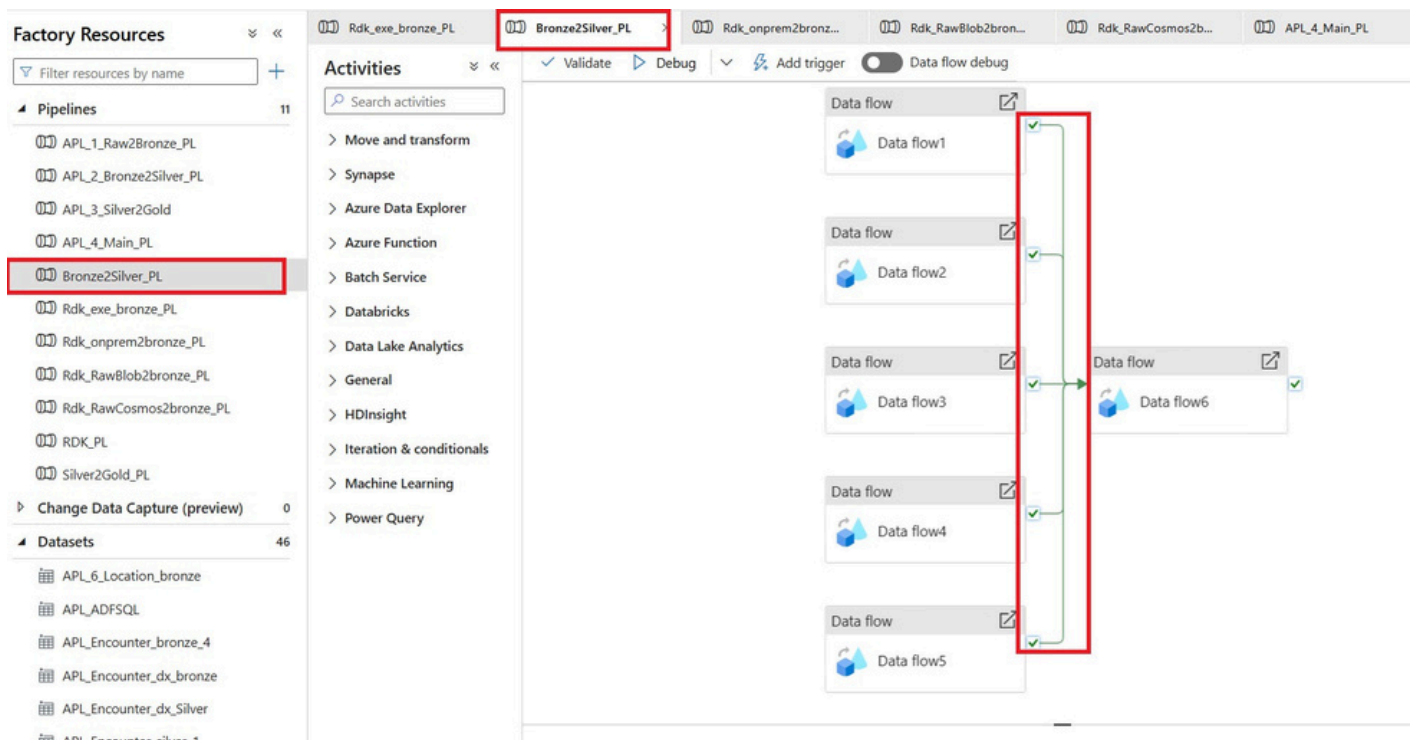 Factory Resources
Filter resources by name
Pipelines 11
APL_1_Raw2Bronze_PL
APL_2_Bronze2Silver_PL
APL_3_Silver2Gold
APL_4_Main_PL
Bronze2Silver_PL
Rdk_exe_bronze_PL
Rdk_onprem2bronze_PL
Rdk_RawBlob2bronze_PL
Rdk_RawCosmos2bronze_PL
RDK_PL
Silver2Gold_PL
Change Data Capture (preview) 0
Datasets 46
APL_6_Location_bronze
APL_ADFSQL
APL_Encounter_bronze_4
APL_Encounter_dx_bronze
APL_Encounter_dx_Silver
Rdk_exe_bronze_PL
Bronze2Silver_PL
Rdk_onprem2bronz...
Rdk_RawBlob2bron...
Rdk_RawCosmos2b...
APL_4_Main_PL
Activities
Search activities
Move and transform
Synapse
Azure Data Explorer
Azure Function
Batch Service
Databricks
Data Lake Analytics
General
HDInsight
Iteration & conditionals
Machine Learning
Power Query
Validate Debug Add trigger Data flow debug
Data flow
Data flow1
Data flow
Data flow2
Data flow
Data flow3
Data flow
Data flow4
Data flow
Data flow5
Data flow
Data flow6